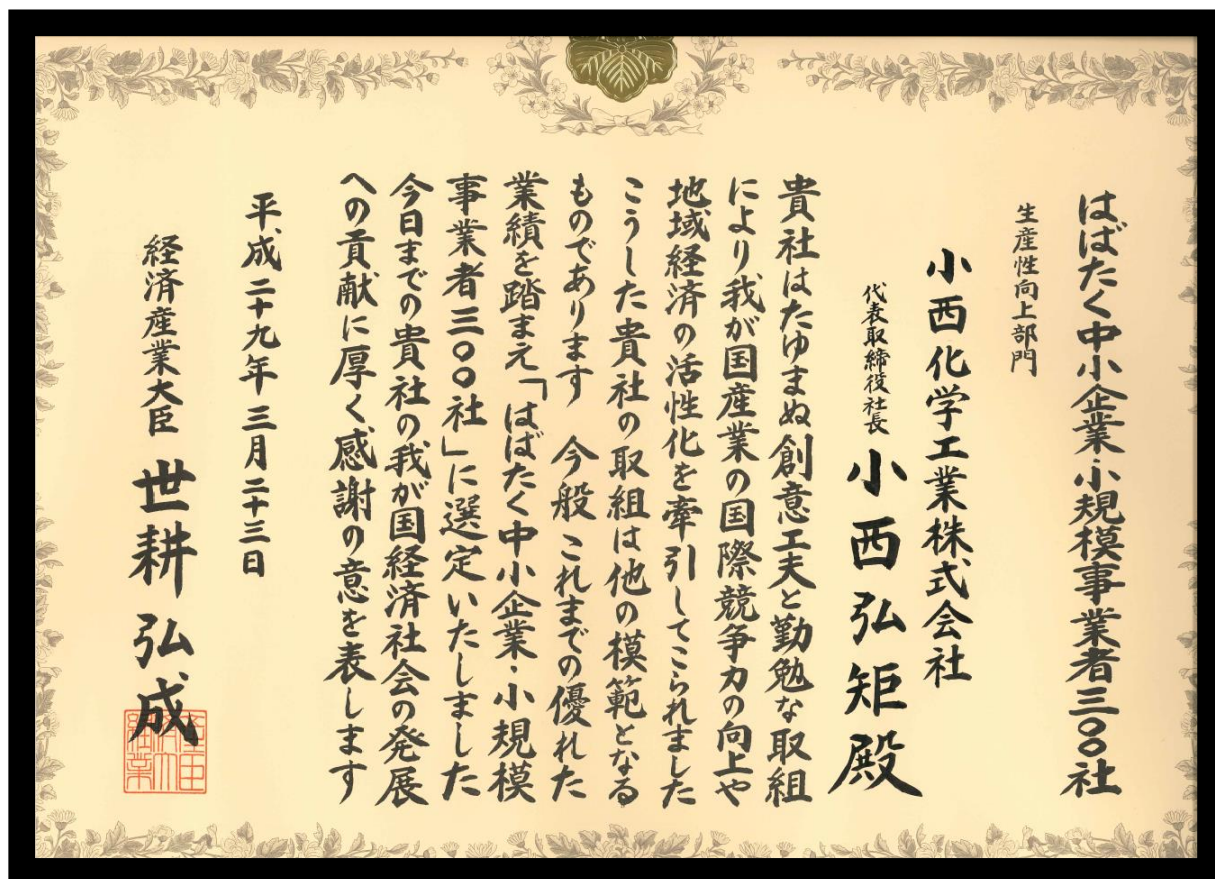 はばたく中小企業・小規模事業者三〇〇社
生産性向上部門
小西化学工業株式会社
代表取締役社長 小西弘矩殿
貴社はたゆまぬ創意工夫と勤勉な取組
により我が国産業の国際競争力の向上や
地域経済の活性化を牽引してこられました
こうした貴社の取組は他の模範となる
ものであります 今般 これまでの優れた
業績を踏まえ「はばたく中小企業・小規模
事業者三〇〇社」に選定いたしました
今日までの貴社の我が国経済社会の発展
への貢献に厚く感謝の意を表します
平成二十九年三月二十三日
経済産業大臣 世耕弘成